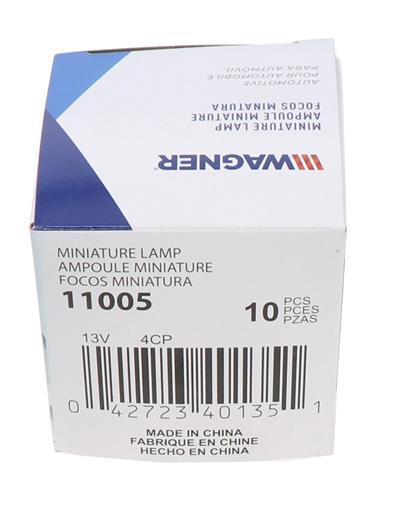 AUTOMOTIVE
POUR AUTOMOBILE
PARA AUTMÓVIL
MINIATURE LAMP
AMPOULE MINIATURE
FOCOS MINIATURA
WAGNER
MINIATURE LAMP
AMPOULE MINIATURE
FOCOS MINIATURA
11005
10 PCS
PCES
PZAS
13V 4CP
0 42723 40135 1
MADE IN CHINA
FABRIQUE EN CHINE
HECHO EN CHINA